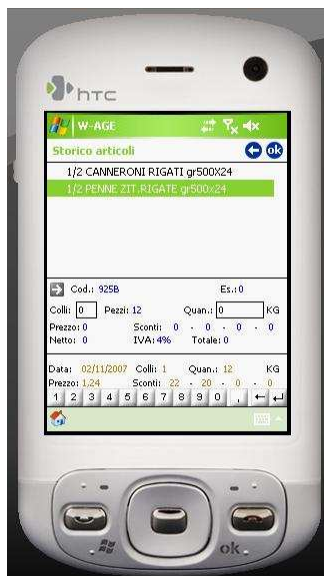 hTC
W-AGE
Storico articoli ok
1/2 CANNERONI RIGATI gr500X24
1/2 PENNE ZIT.RIGATE gr500X24
Cod.: 925B Es.: 0
Colli: 0 Pezzi: 12 Quan.: 0 KG
Prezzo: 0 Sconti: 0 - 0 - 0 - 0
Netto: 0 IVA: 4% Totale: 0
Data: 02/11/2007 Colli: 1 Quan.: 12 KG
Prezzo: 1,24 Sconti: 22 - 20 - 0 - 0
1 2 3 4 5 6 7 8 9 0 .
ok